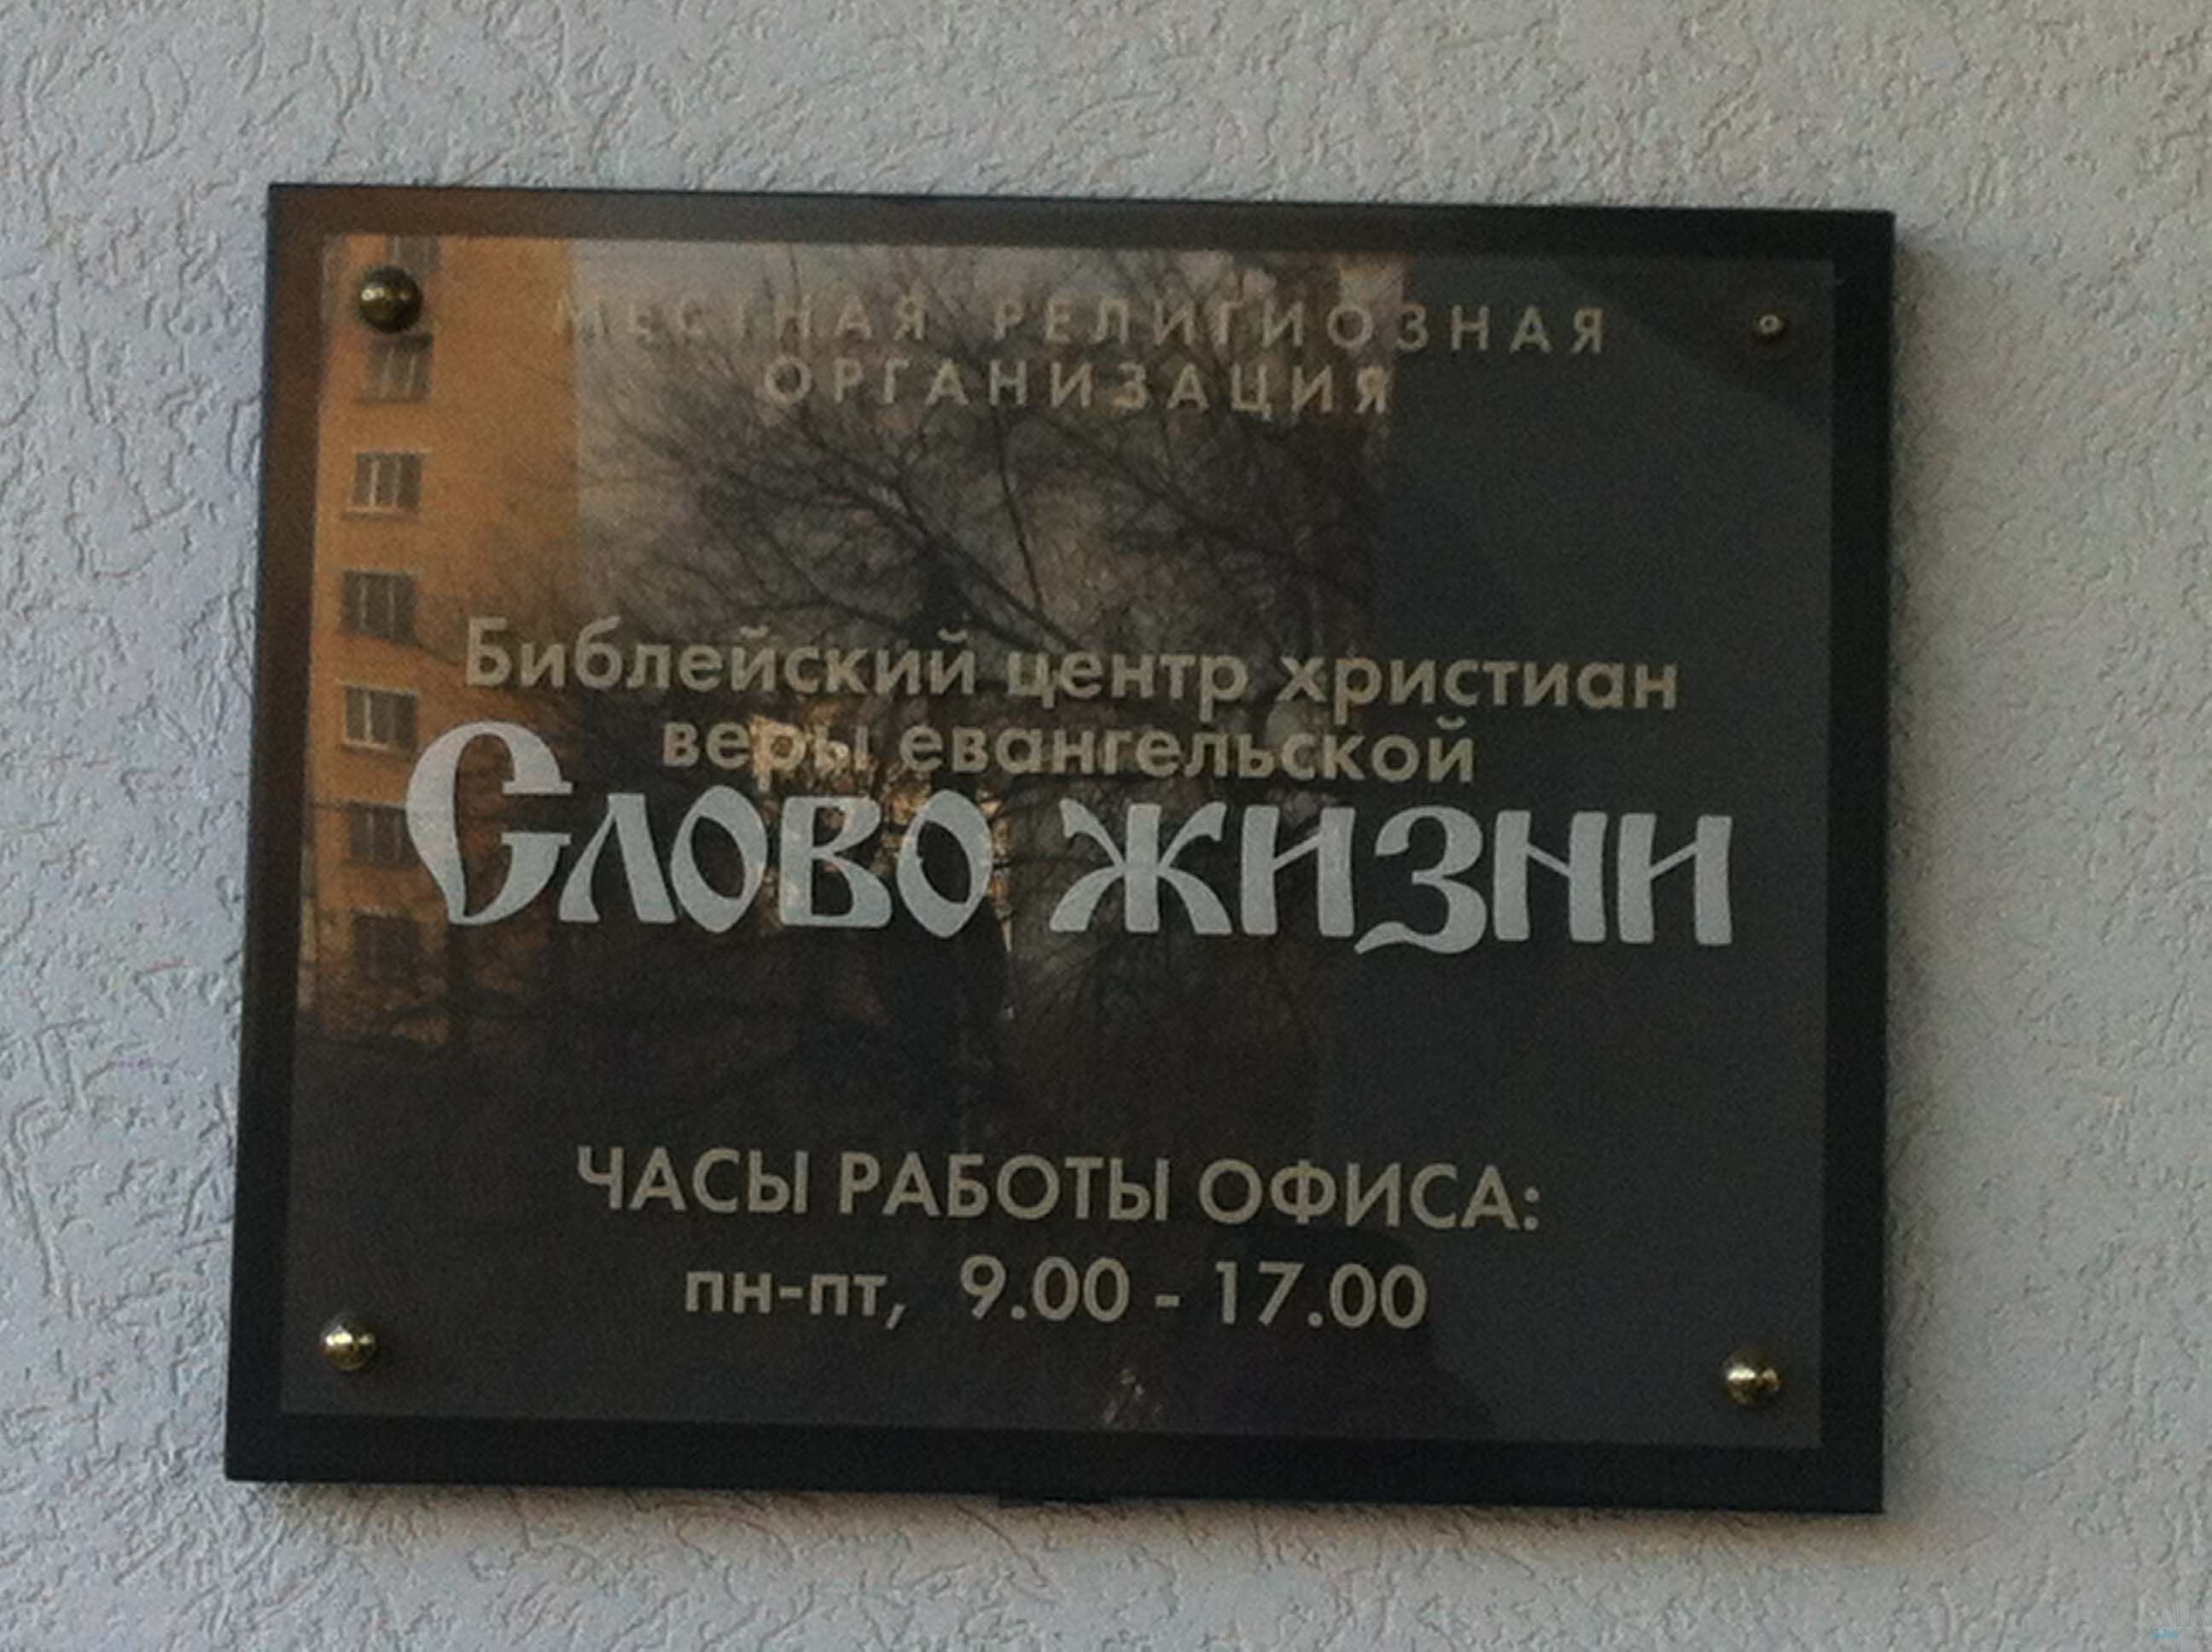 МЕСТНАЯ РЕЛИГИОЗНАЯ
ОРГАНИЗАЦИЯ
Библейский центр христиан
веры евангельской
Слово жизни
ЧАСЫ РАБОТЫ ОФИСА:
пн-пт, 9.00 - 17.00